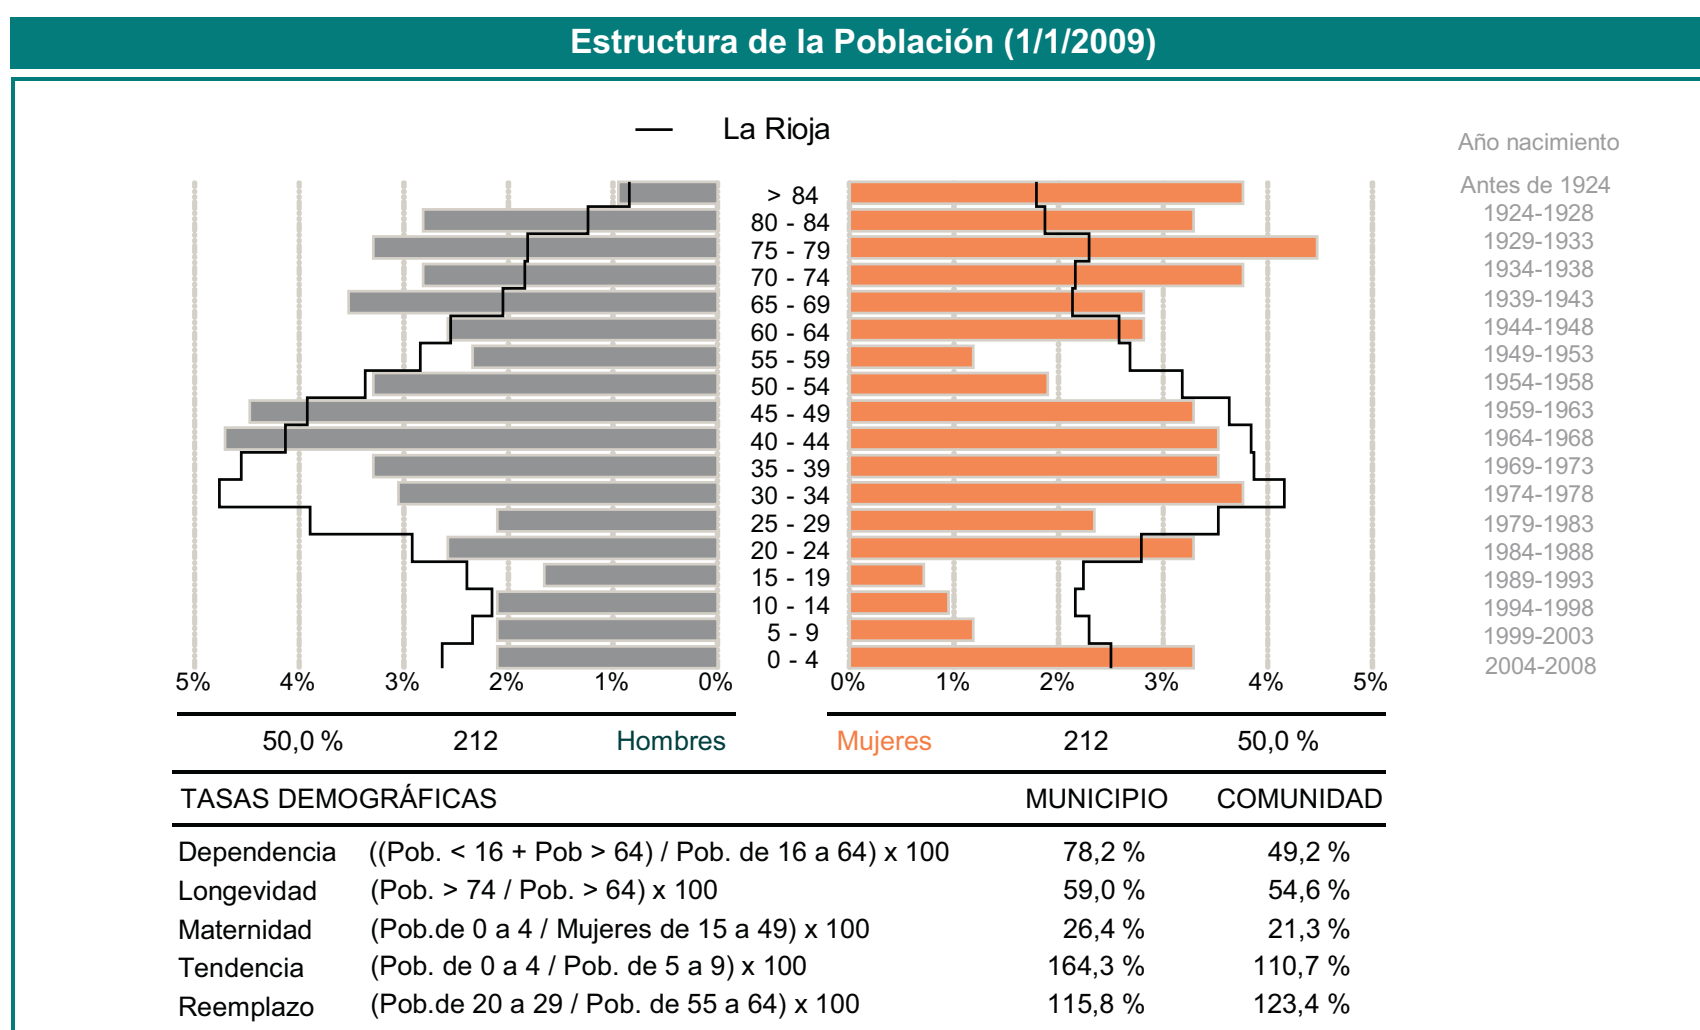 Estructura de la Población (1/1/2009)
La Rioja
Año nacimiento
> 84 Antes de 1924
80 - 84 1924-1928
75 - 79 1929-1933
70 - 74 1934-1938
65 - 69 1939-1943
60 - 64 1944-1948
55 - 59 1949-1953
50 - 54 1954-1958
45 - 49 1959-1963
40 - 44 1964-1968
35 - 39 1969-1973
30 - 34 1974-1978
25 - 29 1979-1983
20 - 24 1984-1988
15 - 19 1989-1993
10 - 14 1994-1998
5 - 9 1999-2003
0 - 4 2004-2008
5% 4% 3% 2% 1% 0% 0% 1% 2% 3% 4% 5%
50,0 % 212 Hombres Mujeres 212 50,0 %
TASAS DEMOGRÁFICAS MUNICIPIO COMUNIDAD
Dependencia ((Pob. < 16 + Pob > 64) / Pob. de 16 a 64) x 100 78,2 % 49,2 %
Longevidad (Pob. > 74 / Pob. > 64) x 100 59,0 % 54,6 %
Maternidad (Pob.de 0 a 4 / Mujeres de 15 a 49) x 100 26,4 % 21,3 %
Tendencia (Pob. de 0 a 4 / Pob. de 5 a 9) x 100 164,3 % 110,7 %
Reemplazo (Pob.de 20 a 29 / Pob. de 55 a 64) x 100 115,8 % 123,4 %